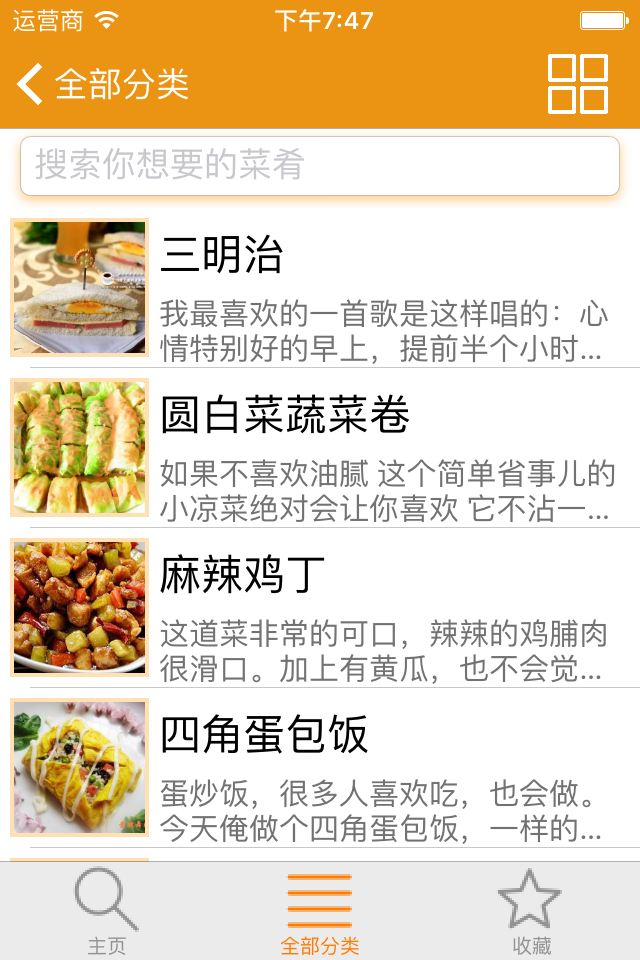 运营商 下午7:47
全部分类
搜索你想要的菜肴
三明治
我最喜欢的一首歌是这样唱的：心
情特别好的早上，提前半个小时...
圆白菜蔬菜卷
如果不喜欢油腻 这个简单省事儿的
小凉菜绝对会让你喜欢 它不沾一...
麻辣鸡丁
这道菜非常的可口，辣辣的鸡脯肉
很滑口。加上有黄瓜，也不会觉...
四角蛋包饭
蛋炒饭，很多人喜欢吃，也会做。
今天俺做个四角蛋包饭，一样的...
主页 全部分类 收藏